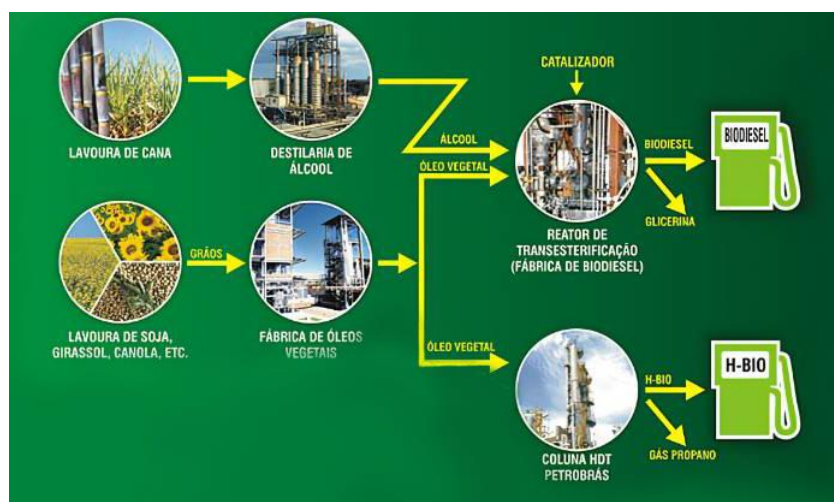 CATALIZADOR
LAVOURA DE CANA
DESTILARIA DE
ÁLCOOL
ÁLCOOL
ÓLEO VEGETAL
BIODIESEL
BIODIESEL
GLICERINA
REATOR DE
TRANSESTERIFICAÇÃO
(FÁBRICA DE BIODIESEL)
GRÃOS
LAVOURA DE SOJA,
GIRASSOL, CANOLA, ETC.
FÁBRICA DE ÓLEOS
VEGETAIS
ÓLEO VEGETAL
H-BIO
H-BIO
GÁS PROPANO
COLUNA HDT
PETROBRÁS